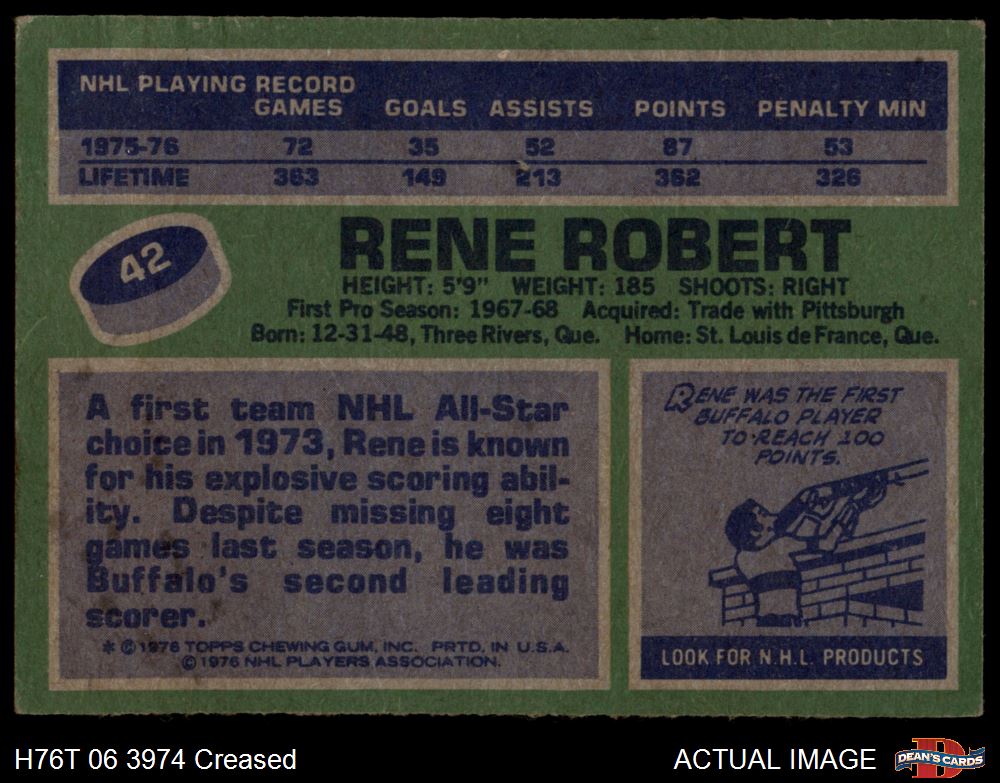 NHL PLAYING RECORD
GAMES GOALS ASSISTS POINTS PENALTY MIN
1975-76 72 35 52 87 53
LIFETIME 363 149 213 362 326
42
RENE ROBERT
HEIGHT: 5'9" WEIGHT: 185 SHOOTS: RIGHT
First Pro Season: 1967-68 Acquired: Trade with Pittsburgh
Born: 12-31-48, Three Rivers, Que. Home: St. Louis de France, Que.
A first team NHL All-Star
choice in 1973, Rene is known
for his explosive scoring abil-
ity. Despite missing eight
games last season, he was
Buffalo's second leading
scorer.
* © 1976 TOPPS CHEWING GUM, INC. PRTD. IN U.S.A.
© 1976 NHL PLAYERS ASSOCIATION.
RENE WAS THE FIRST
BUFFALO PLAYER
TO REACH 100
POINTS.
LOOK FOR N.H.L. PRODUCTS
H76T 06 3974 Creased
ACTUAL IMAGE
D
DEAN'S CARDS